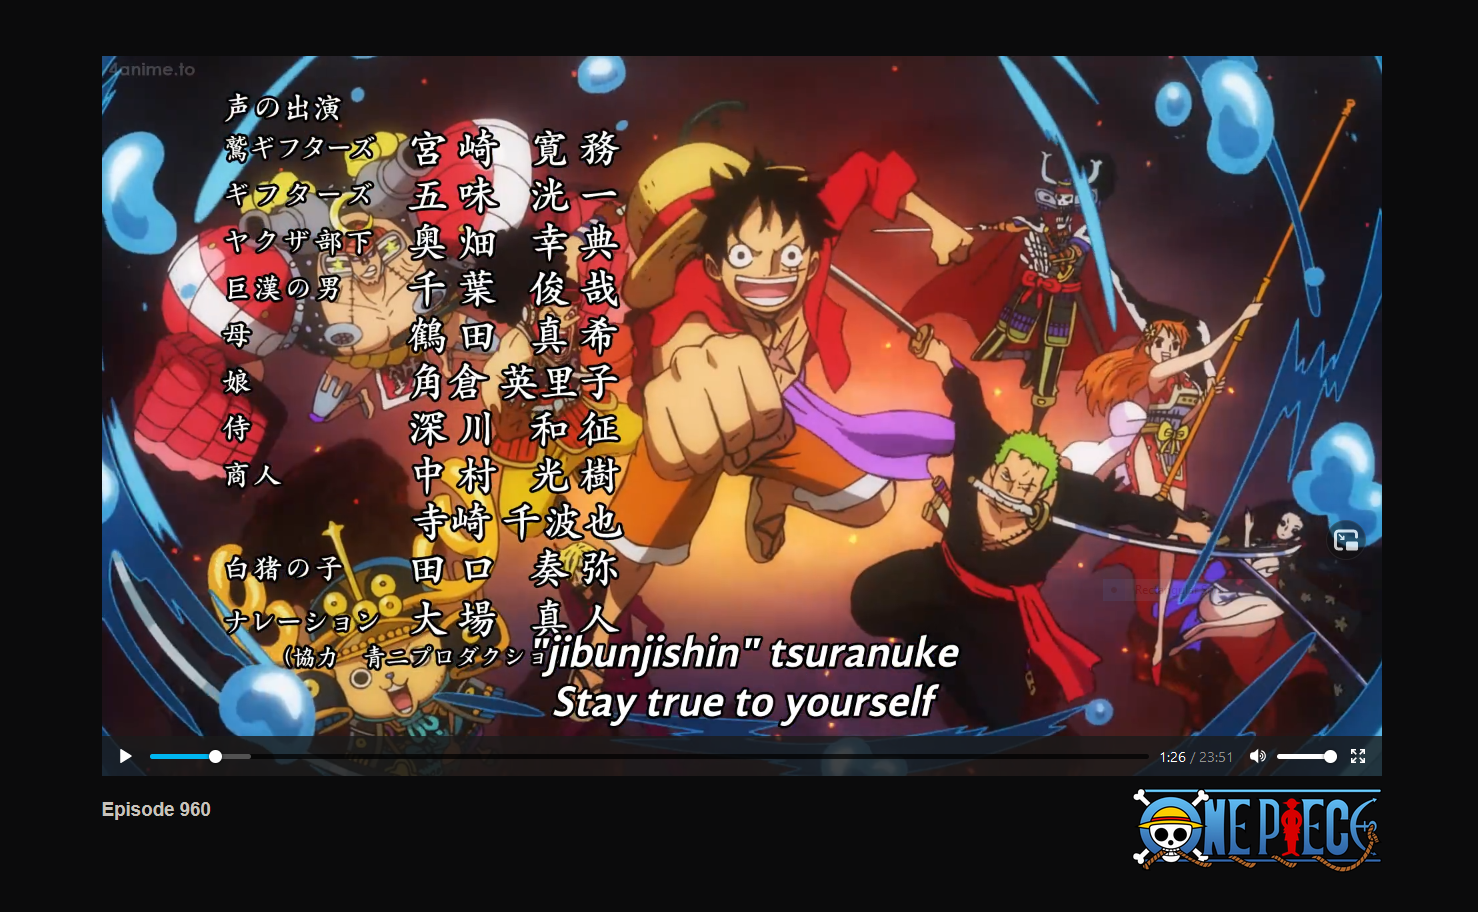 4anime.to
声の出演
鷲ギフターズ 宮崎 寛務
ギフターズ 五味 洸一
ヤクザ部下 奥畑 幸典
巨漢の男 千葉 俊哉
母 鶴田 真希
娘 角倉 英里子
侍 深川 和征
商人 中村 光樹
寺崎 千波也
白猪の子 田口 奏弥
ナレーション 大場 真人
(協力 青二プロダクショ
"jibunjishin" tsuranuke
Stay true to yourself
1:26 / 23:51
Episode 960
ONE PIECE